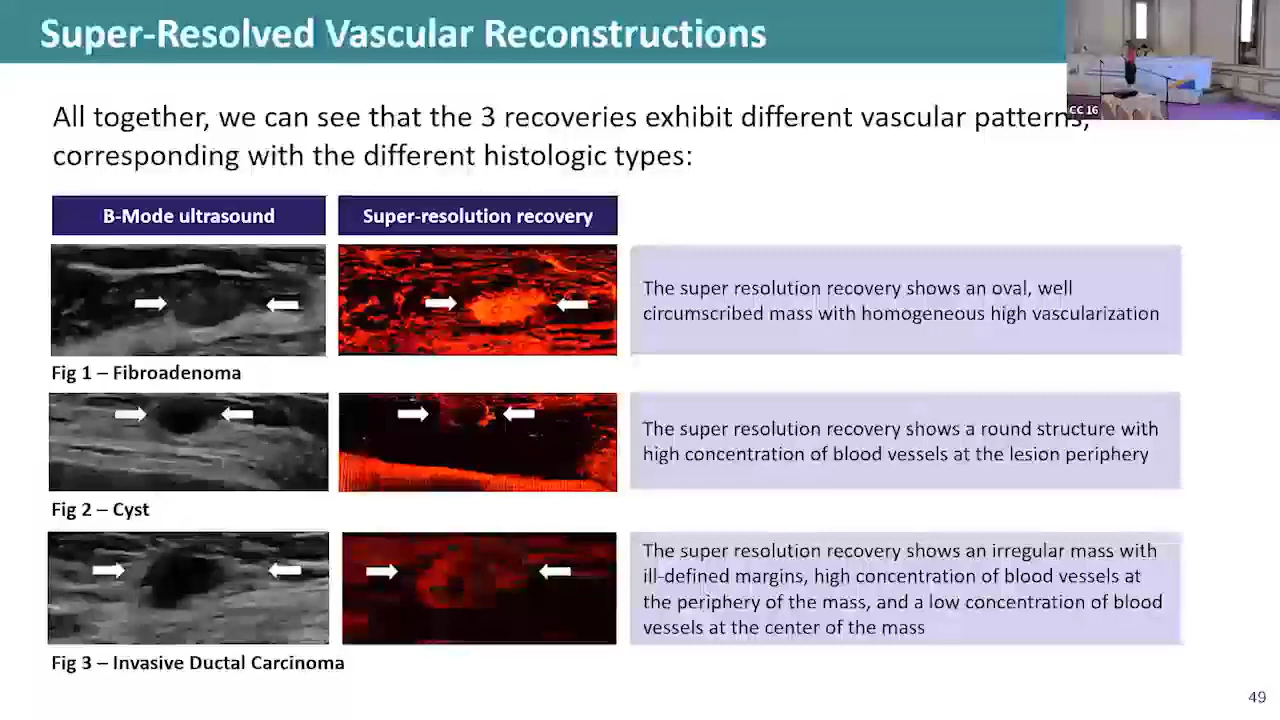 Super-Resolved Vascular Reconstructions
CC 16
All together, we can see that the 3 recoveries exhibit different vascular patterns,
corresponding with the different histologic types:
B-Mode ultrasound
Super-resolution recovery
The super resolution recovery shows an oval, well
circumscribed mass with homogeneous high vascularization
Fig 1 – Fibroadenoma
The super resolution recovery shows a round structure with
high concentration of blood vessels at the lesion periphery
Fig 2 – Cyst
The super resolution recovery shows an irregular mass with
ill-defined margins, high concentration of blood vessels at
the periphery of the mass, and a low concentration of blood
vessels at the center of the mass
Fig 3 – Invasive Ductal Carcinoma
49